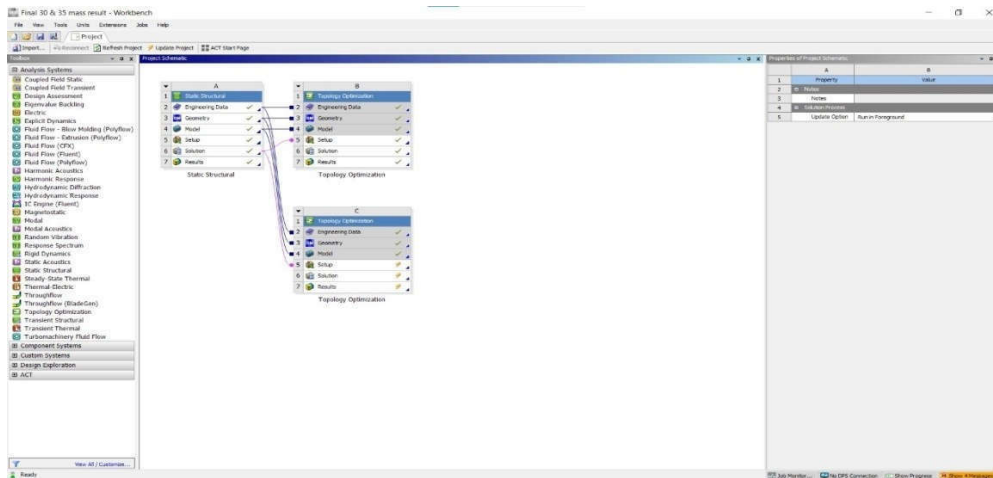 Final 30 & 35 mass result - Workbench
File View Tools Units Extensions Jobs Help
Project
Import... Reconnect Refresh Project Update Project ACT Start Page
Toolbox
Project Schematic
Properties of Project Schematic
Analysis Systems
Coupled Field Static
Coupled Field Transient
Design Assessment
Eigenvalue Buckling
Electric
Explicit Dynamics
Fluid Flow - Blow Molding (Polyflow)
Fluid Flow - Extrusion (Polyflow)
Fluid Flow (CFX)
Fluid Flow (Fluent)
Fluid Flow (Polyflow)
Harmonic Acoustics
Harmonic Response
Hydrodynamic Diffraction
Hydrodynamic Response
IC Engine (Fluent)
Magnetostatic
Modal
Modal Acoustics
Random Vibration
Response Spectrum
Rigid Dynamics
Static Acoustics
Static Structural
Steady-State Thermal
Thermal-Electric
Throughflow
Throughflow (BladeGen)
Topology Optimization
Transient Structural
Transient Thermal
Turbomachinery Fluid Flow
Component Systems
Custom Systems
Design Exploration
ACT
View All / Customize...
A
1 Static Structural
2 Engineering Data
3 Geometry
4 Model
5 Setup
6 Solution
7 Results
Static Structural
B
1 Topology Optimization
2 Engineering Data
3 Geometry
4 Model
5 Setup
6 Solution
7 Results
Topology Optimization
C
1 Topology Optimization
2 Engineering Data
3 Geometry
4 Model
5 Setup
6 Solution
7 Results
Topology Optimization
A B
1 Property Value
2 Notes
3 Notes
4 Solution Process
5 Update Option Run in Foreground
Ready
Job Monitor... No DPS Connection Show Progress Show Messages